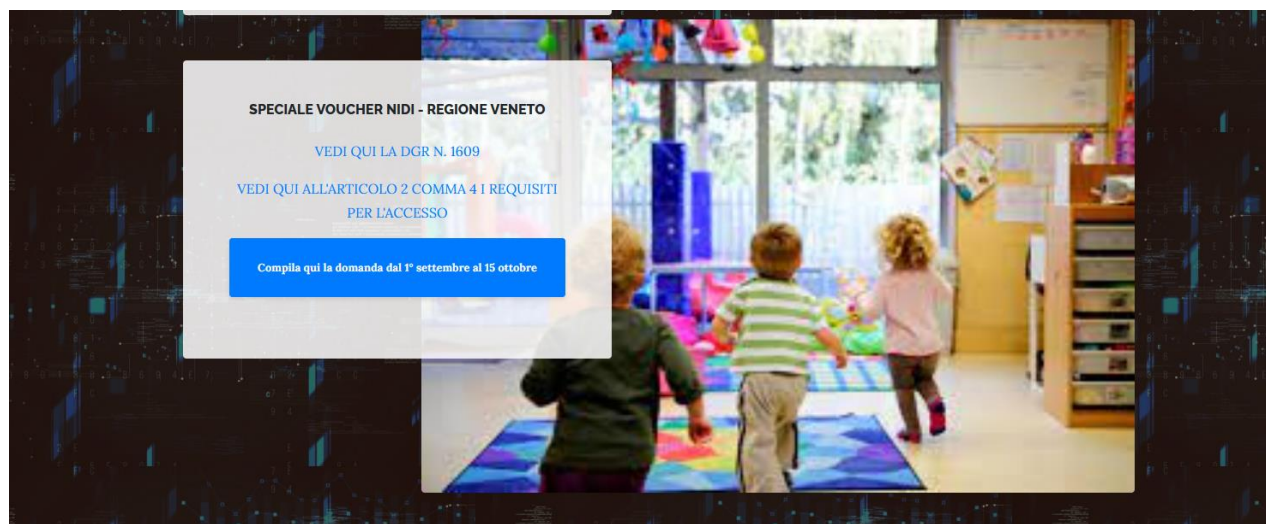 SPECIALE VOUCHER NIDI - REGIONE VENETO
VEDI QUI LA DGR N. 1609
VEDI QUI ALL'ARTICOLO 2 COMMA 4 I REQUISITI
PER L'ACCESSO
Compila qui la domanda dal 1° settembre al 15 ottobre